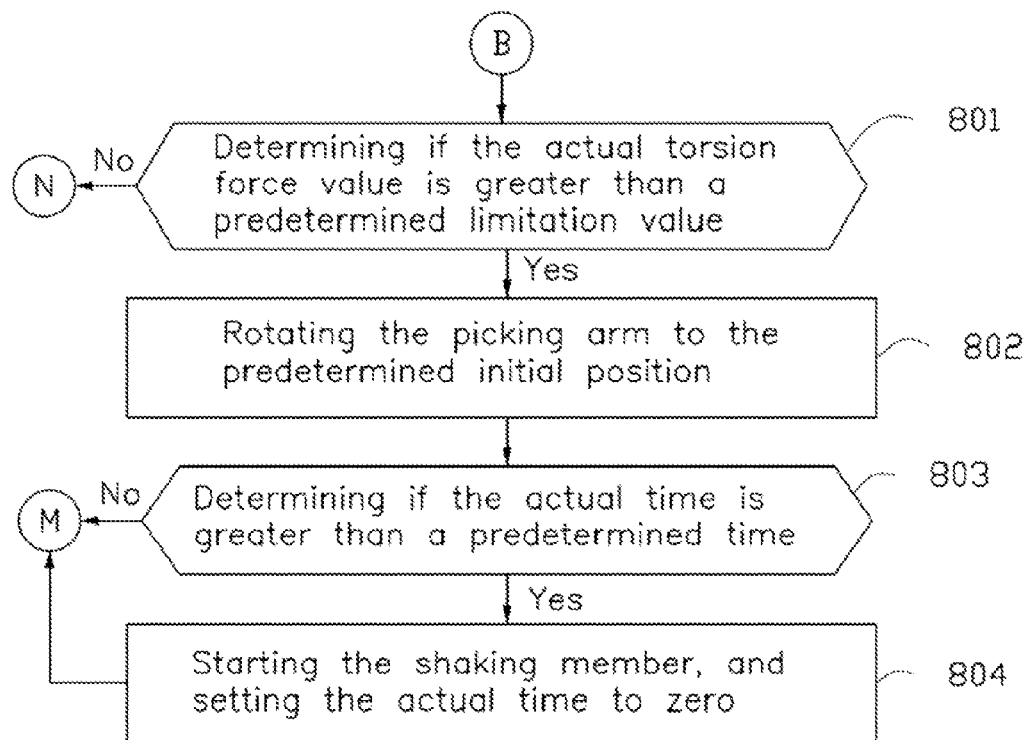 B
801
No
N
Determining if the actual torsion
force value is greater than a
predetermined limitation value
Yes
Rotating the picking arm to the
predetermined initial position
802
803
No
M
Determining if the actual time is
greater than a predetermined time
Yes
Starting the shaking member, and
setting the actual time to zero
804